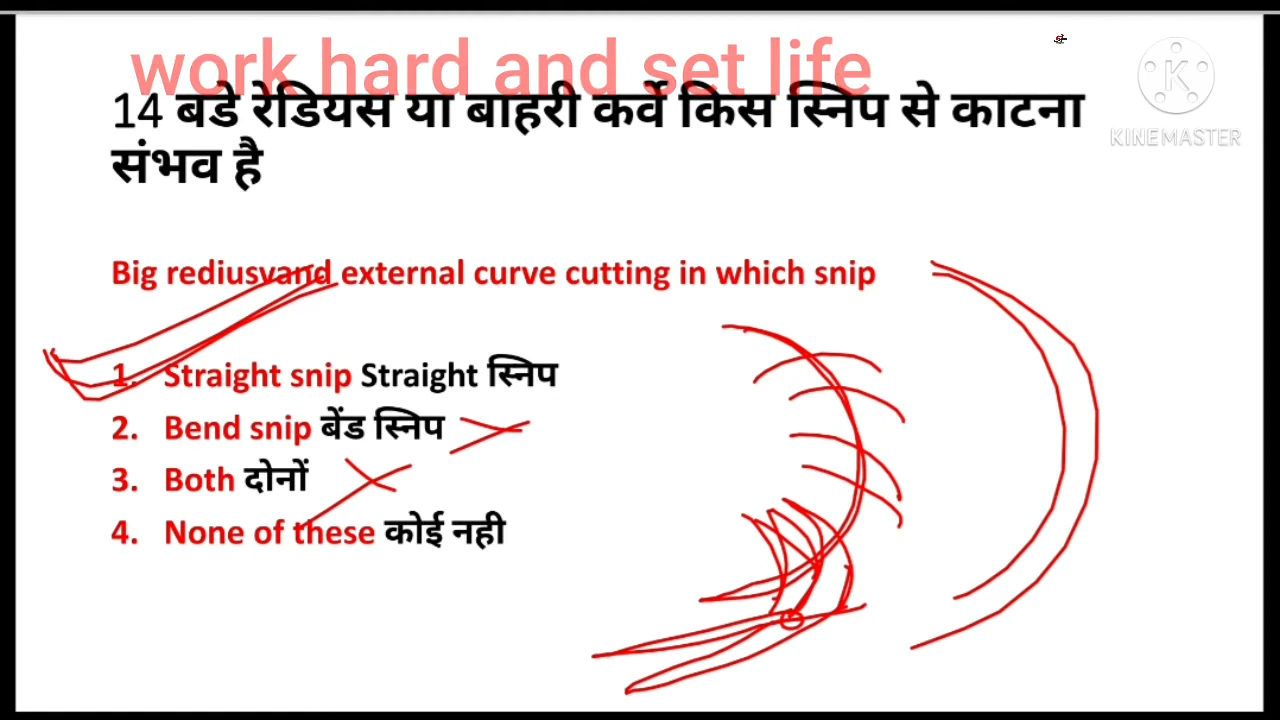 work hard and set life
14 बडे रेडियस या बाहरी कर्वे किस स्निप से काटना
संभव है
KINEMASTER
Big rediusvand external curve cutting in which snip
1. Straight snip Straight स्निप
2. Bend snip बेंड स्निप
3. Both दोनों
4. None of these कोई नही